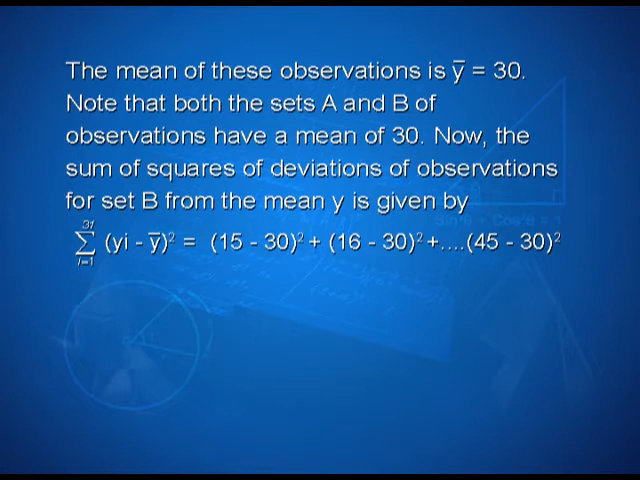 The mean of these observations is y̅ = 30.
Note that both the sets A and B of
observations have a mean of 30. Now, the
sum of squares of deviations of observations
for set B from the mean y is given by
31
∑ (yi - y̅)² = (15 - 30)² + (16 - 30)² +....(45 - 30)²
i=1